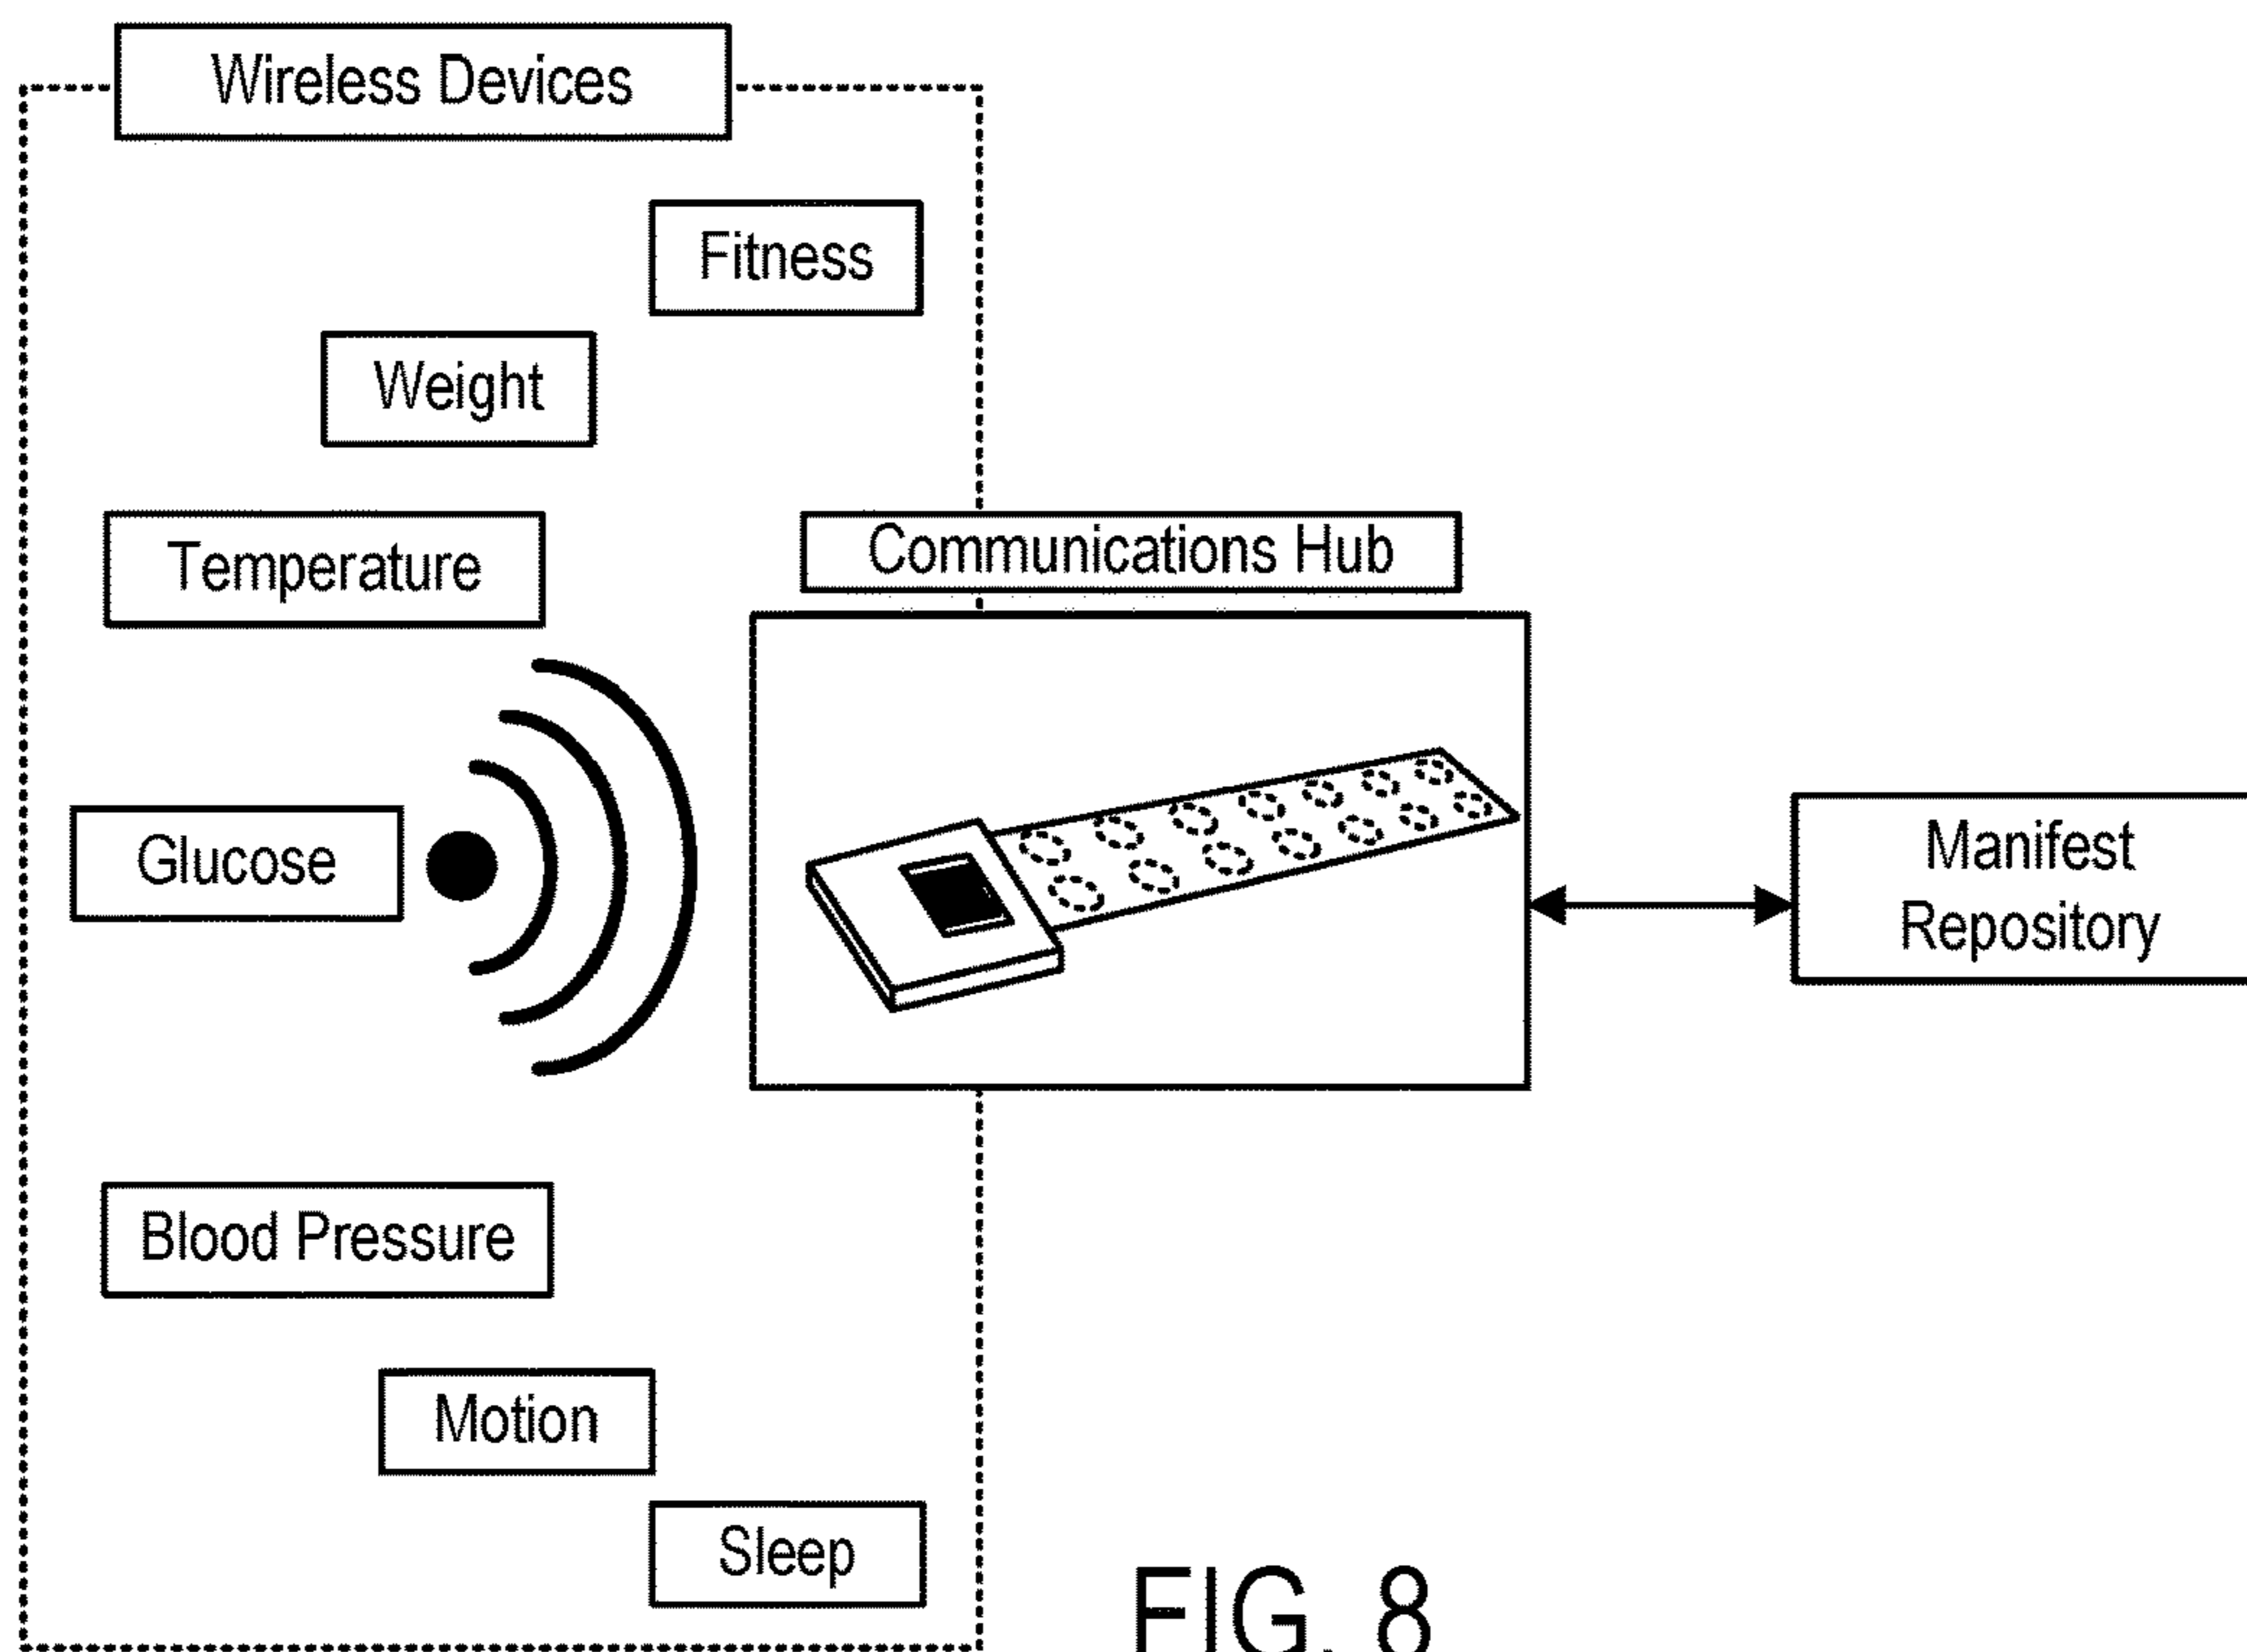 Wireless Devices
Fitness
Weight
Temperature
Communications Hub
Glucose
Manifest
Repository
Blood Pressure
Motion
Sleep
FIG. 8